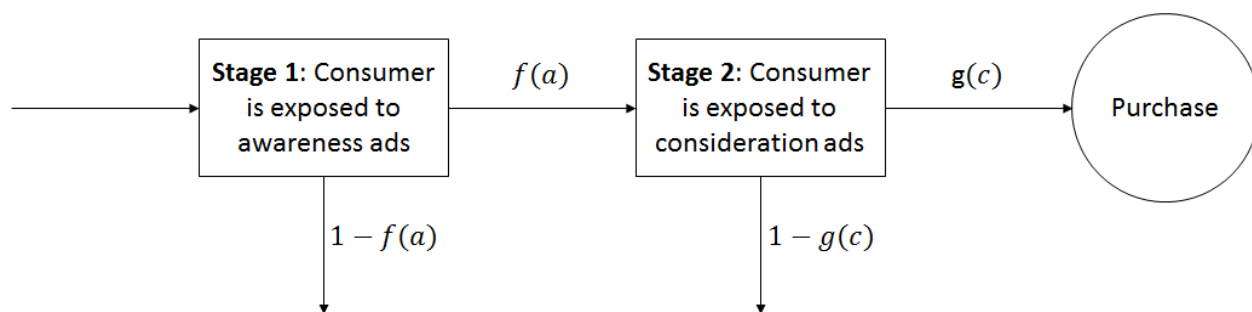 Stage 1: Consumer
is exposed to
awareness ads
f(a)
Stage 2: Consumer
is exposed to
consideration ads
g(c)
Purchase
1 − f(a)
1 − g(c)